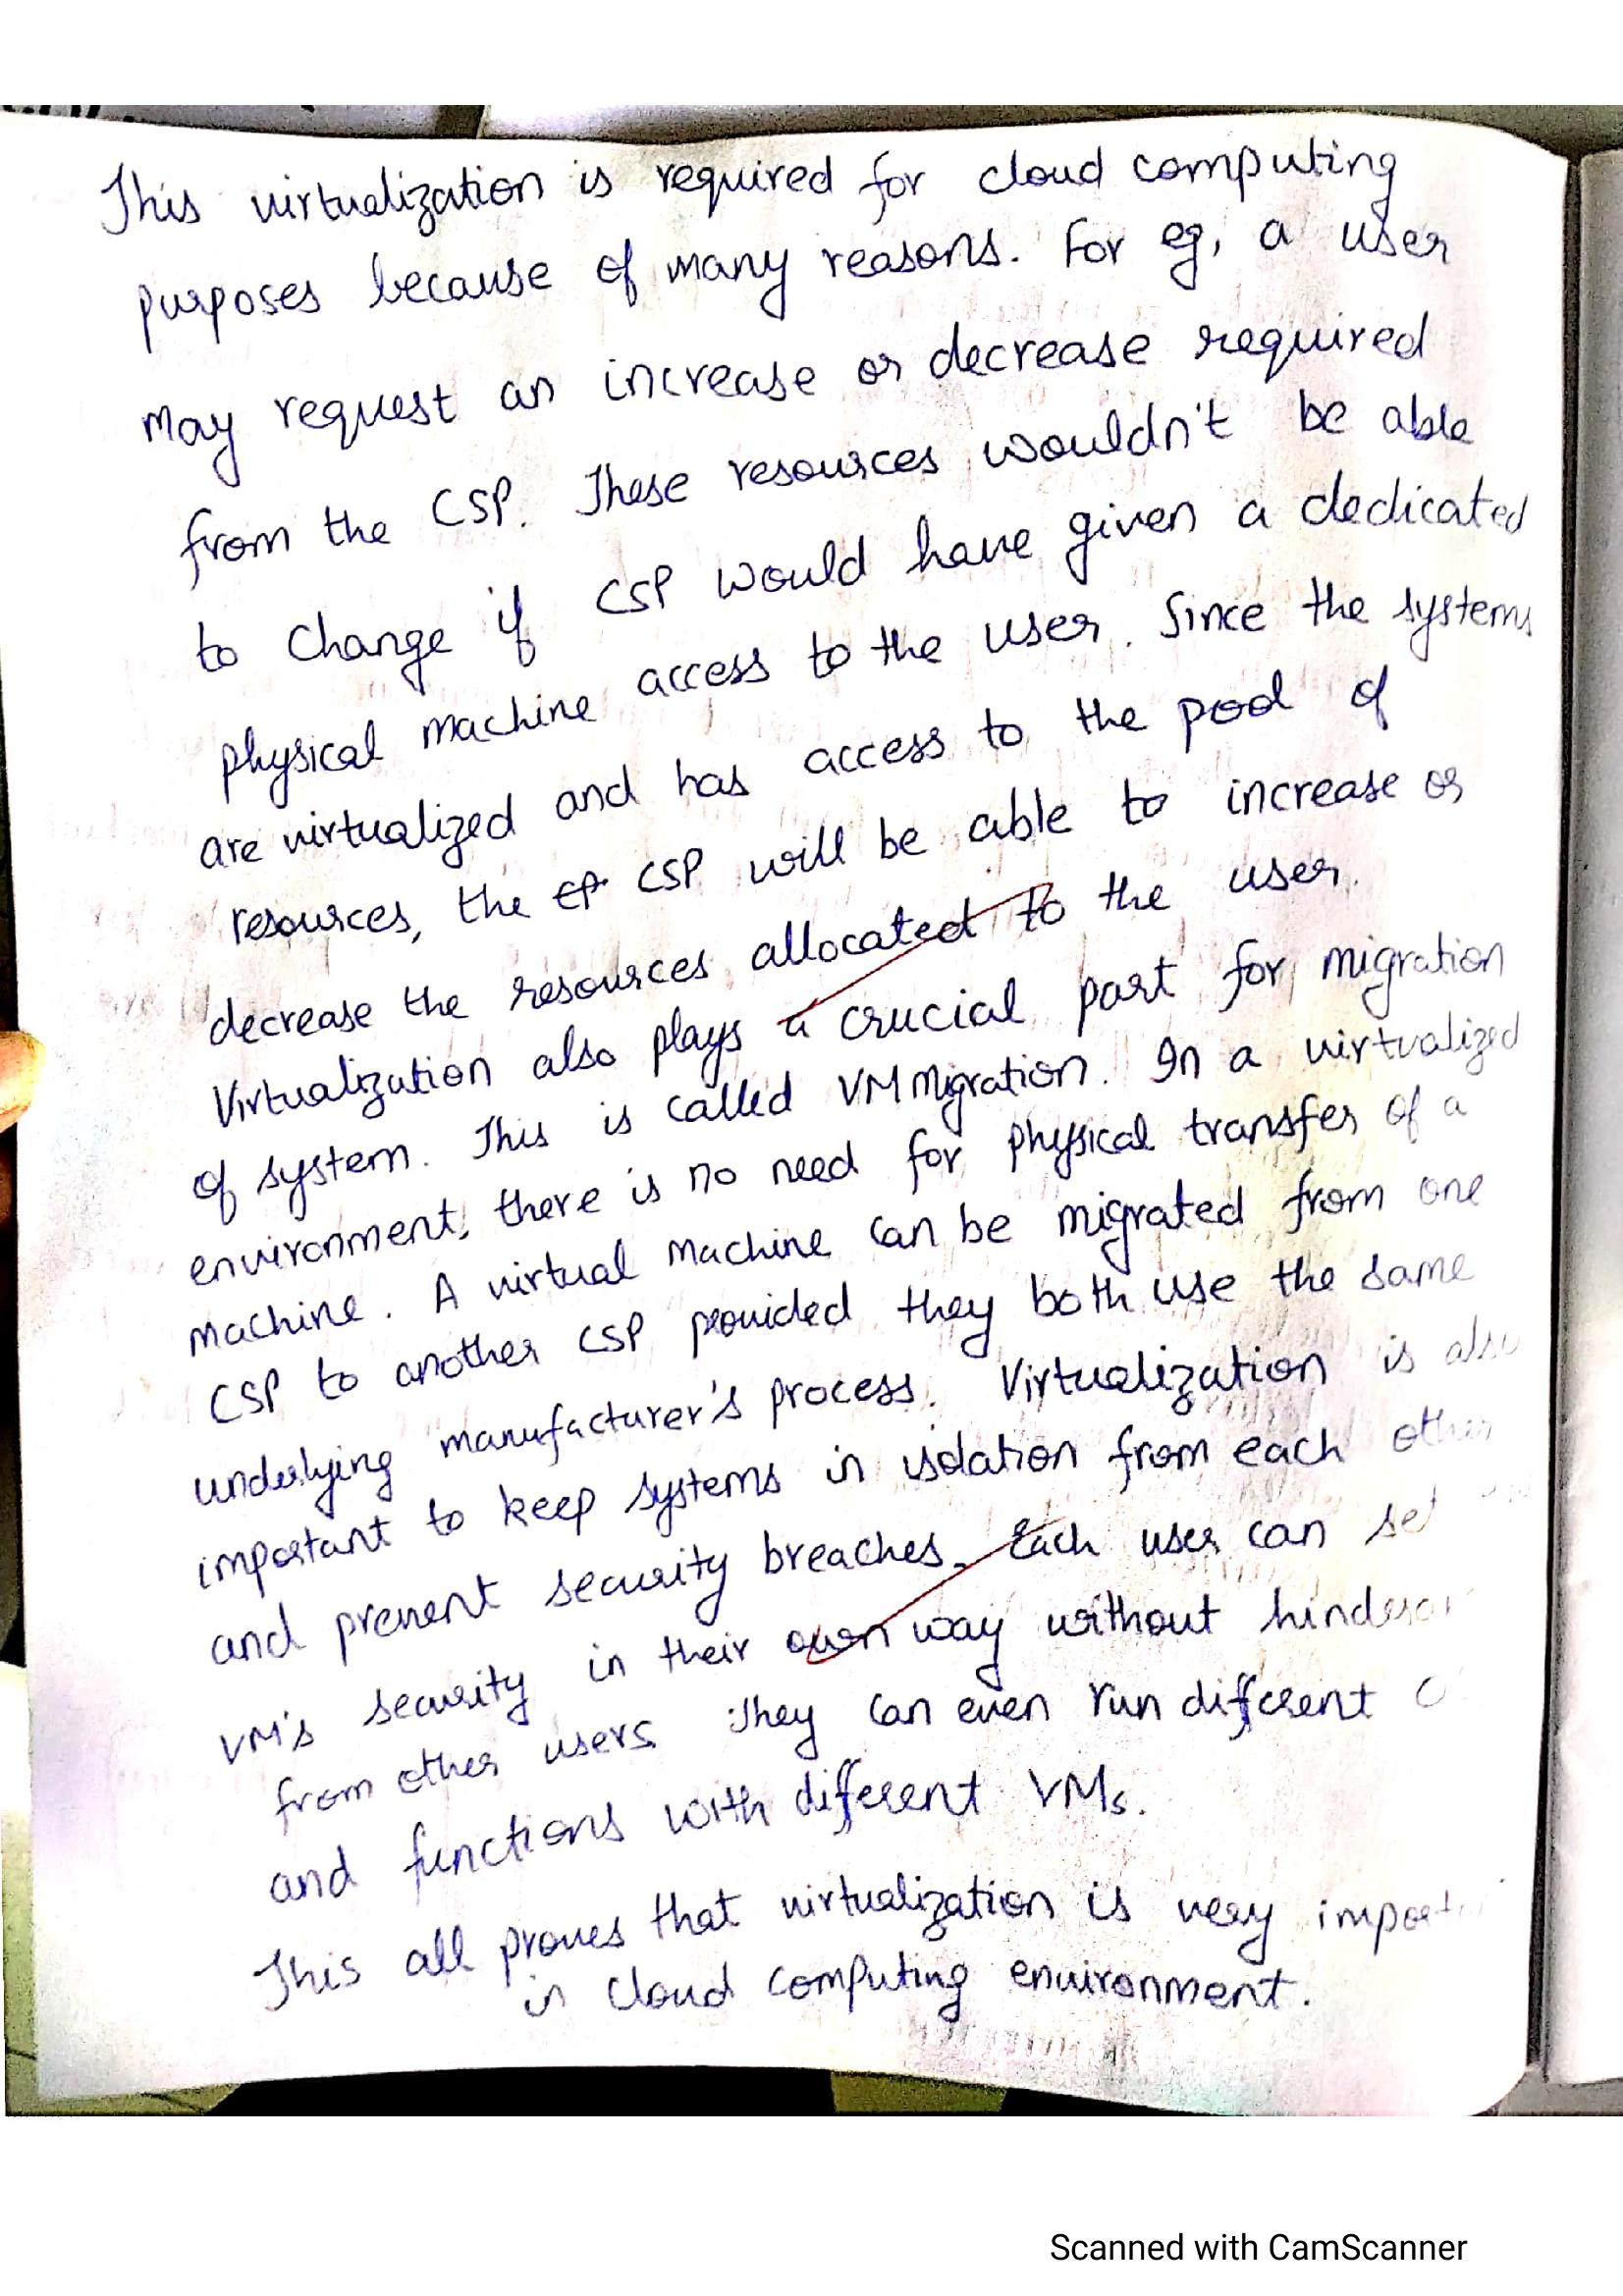 This virtualization is required for cloud computing
purposes because of many reasons. For eg, a user
may request an increase or decrease required
from the CSP. These resources wouldn't be able
to change if CSP would have given a dedicated
physical machine access to the user. Since the systems
are virtualized and has access to the pool of
resources, the CSP will be able to increase or
decrease the resources allocated to the user.
Virtualization also plays a crucial part for migration
of system. This is called VM migration. In a virtualized
environment, there is no need for physical transfer of a
machine. A virtual machine can be migrated from one
CSP to another CSP provided they both use the same
underlying manufacturer's process. Virtualization is also
important to keep systems in isolation from each other
and prevent security breaches. Each user can set
VM's security in their own way without
from other users. They can even run different
and functions with different VMs.
This all proves that virtualization is very
in cloud computing environment.
Scanned with CamScanner